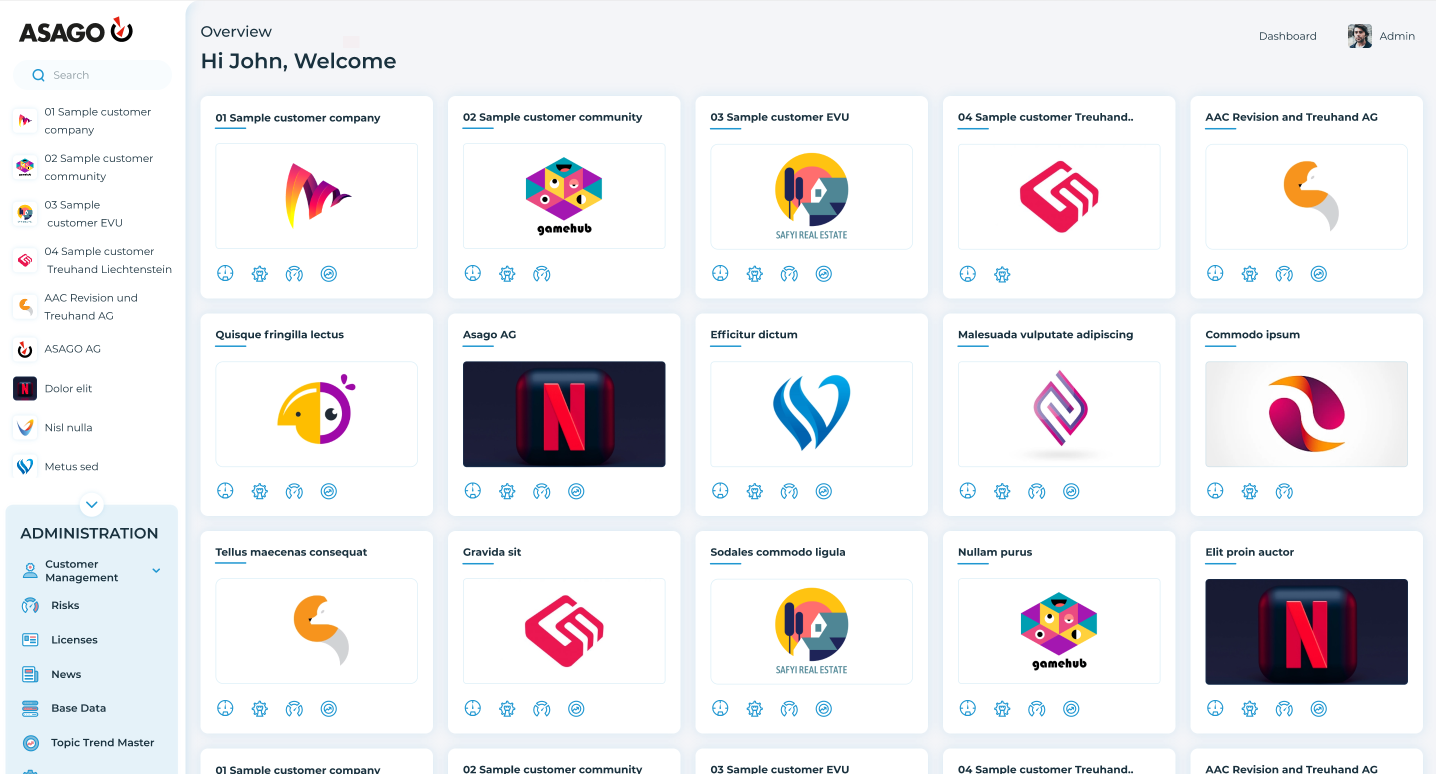 ASAGO
Search
01 Sample customer
company
02 Sample customer
community
03 Sample
customer EVU
04 Sample customer
Treuhand Liechtenstein
AAC Revision und
Treuhand AG
ASAGO AG
N
Dolor elit
Nisl nulla
Metus sed
ADMINISTRATION
Customer
Management
Risks
Licenses
News
Base Data
Topic Trend Master
Overview
Hi John, Welcome
Dashboard
Admin
01 Sample customer company
02 Sample customer community
gamehub
03 Sample customer EVU
SAFYI REAL ESTATE
04 Sample customer Treuhand..
AAC Revision and Treuhand AG
Quisque fringilla lectus
Asago AG
N
Efficitur dictum
Malesuada vulputate adipiscing
Commodo ipsum
Tellus maecenas consequat
Gravida sit
Sodales commodo ligula
SAFYI REAL ESTATE
Nullam purus
gamehub
Elit proin auctor
N
01 Sample customer company
02 Sample customer community
03 Sample customer EVU
04 Sample customer Treuhand..
AAC Revision and Treuhand AG